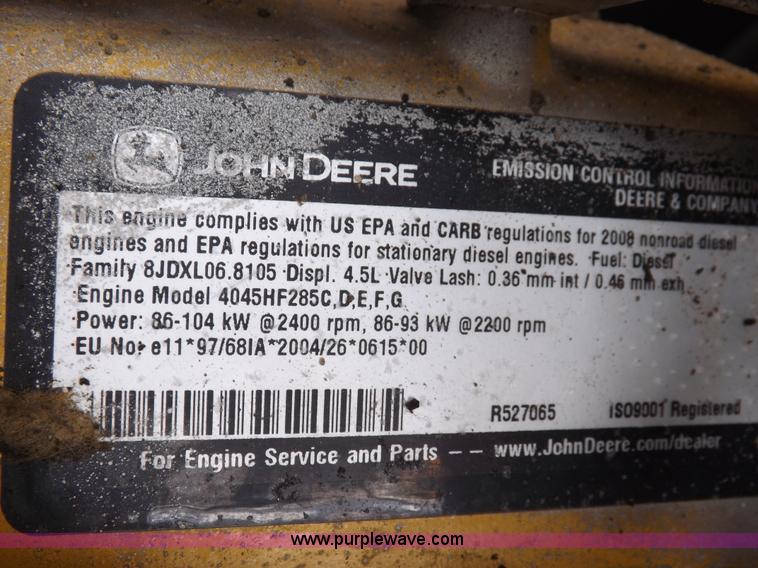 JOHN DEERE
EMISSION CONTROL INFORMATION
DEERE & COMPANY
This engine complies with US EPA and CARB regulations for 2008 nonroad diesel
engines and EPA regulations for stationary diesel engines. Fuel: Diesel
Family 8JDXL06.8105 Displ. 4.5L Valve Lash: 0.36 mm int / 0.46 mm exh
Engine Model 4045HF285C,D,E,F,G
Power: 86-104 kW @2400 rpm, 86-93 kW @2200 rpm
EU No: e11*97/68IA*2004/26*0615*00
R527065 ISO9001 Registered
For Engine Service and Parts -- www.JohnDeere.com/dealer
www.purplewave.com